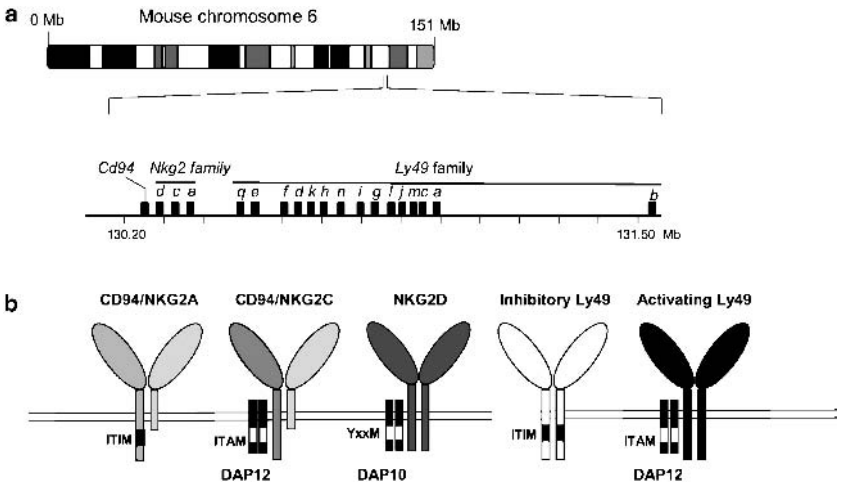 a
Mouse chromosome 6
0 Mb
151 Mb
Cd94 Nkg2 family Ly49 family
d c a q e f d k h n i g l j m c a b
130.20 131.50 Mb
b
CD94/NKG2A CD94/NKG2C NKG2D Inhibitory Ly49 Activating Ly49
ITIM ITAM YxxM ITIM ITAM
DAP12 DAP10 DAP12